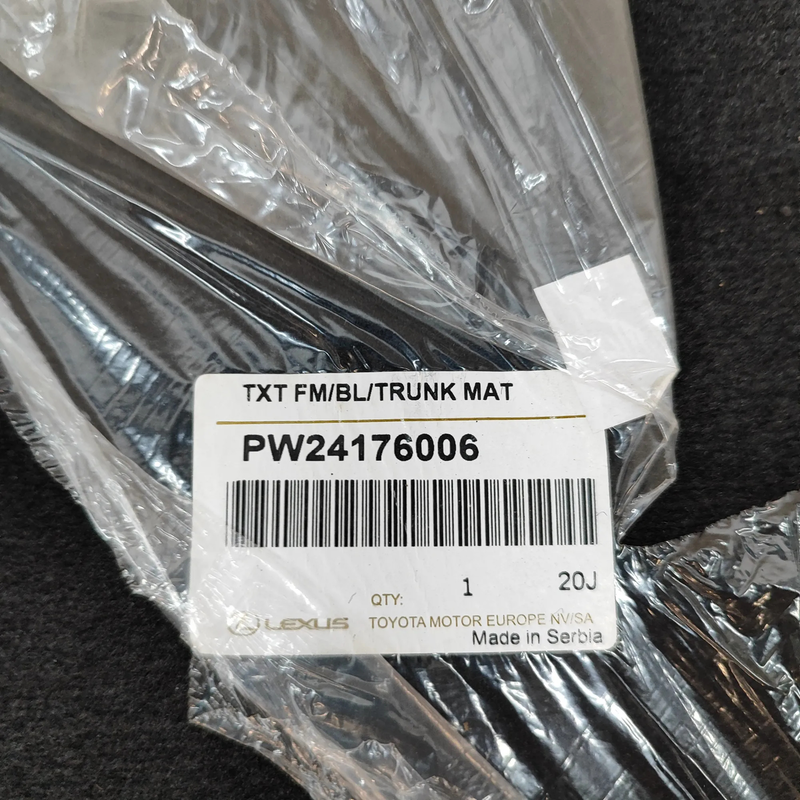 TXT FM/BL/TRUNK MAT
PW24176006
QTY: 1 20J
LEXUS TOYOTA MOTOR EUROPE NV/SA
Made in Serbia